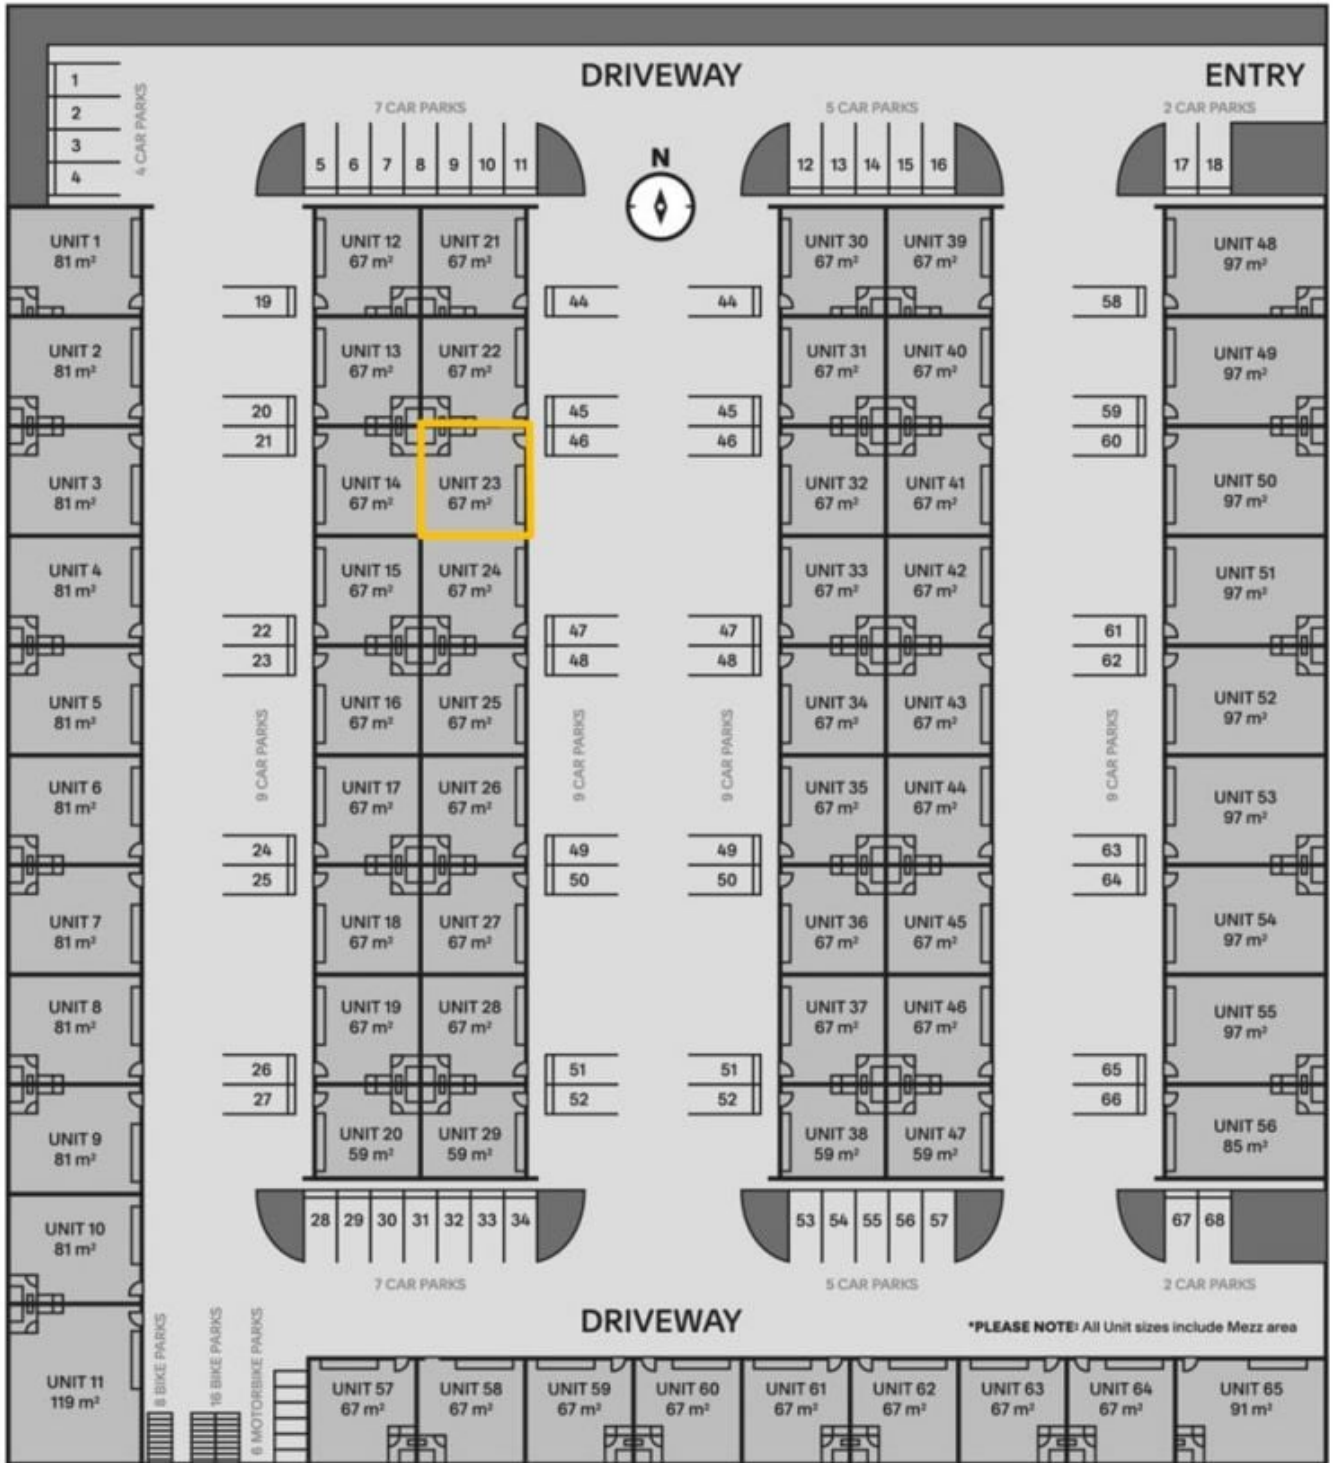 DRIVEWAY
ENTRY
7 CAR PARKS
5 CAR PARKS
2 CAR PARKS
4 CAR PARKS
1
2
3
4
5 6 7 8 9 10 11
12 13 14 15 16
17 18
N
UNIT 1
81 m²
UNIT 2
81 m²
UNIT 3
81 m²
UNIT 4
81 m²
UNIT 5
81 m²
UNIT 6
81 m²
UNIT 7
81 m²
UNIT 8
81 m²
UNIT 9
81 m²
UNIT 10
81 m²
UNIT 11
119 m²
19
20
21
22
23
9 CAR PARKS
24
25
26
27
UNIT 12
67 m²
UNIT 21
67 m²
UNIT 13
67 m²
UNIT 22
67 m²
UNIT 14
67 m²
UNIT 23
67 m²
UNIT 15
67 m²
UNIT 24
67 m²
UNIT 16
67 m²
UNIT 25
67 m²
UNIT 17
67 m²
UNIT 26
67 m²
UNIT 18
67 m²
UNIT 27
67 m²
UNIT 19
67 m²
UNIT 28
67 m²
UNIT 20
59 m²
UNIT 29
59 m²
44
45
46
47
48
9 CAR PARKS
49
50
51
52
44
45
46
47
48
9 CAR PARKS
49
50
51
52
UNIT 30
67 m²
UNIT 39
67 m²
UNIT 31
67 m²
UNIT 40
67 m²
UNIT 32
67 m²
UNIT 41
67 m²
UNIT 33
67 m²
UNIT 42
67 m²
UNIT 34
67 m²
UNIT 43
67 m²
UNIT 35
67 m²
UNIT 44
67 m²
UNIT 36
67 m²
UNIT 45
67 m²
UNIT 37
67 m²
UNIT 46
67 m²
UNIT 38
59 m²
UNIT 47
59 m²
58
59
60
61
62
9 CAR PARKS
63
64
65
66
UNIT 48
97 m²
UNIT 49
97 m²
UNIT 50
97 m²
UNIT 51
97 m²
UNIT 52
97 m²
UNIT 53
97 m²
UNIT 54
97 m²
UNIT 55
97 m²
UNIT 56
85 m²
28 29 30 31 32 33 34
53 54 55 56 57
67 68
7 CAR PARKS
5 CAR PARKS
2 CAR PARKS
DRIVEWAY
*PLEASE NOTE: All Unit sizes include Mezz area
8 BIKE PARKS
16 BIKE PARKS
6 MOTORBIKE PARKS
UNIT 57
67 m²
UNIT 58
67 m²
UNIT 59
67 m²
UNIT 60
67 m²
UNIT 61
67 m²
UNIT 62
67 m²
UNIT 63
67 m²
UNIT 64
67 m²
UNIT 65
91 m²